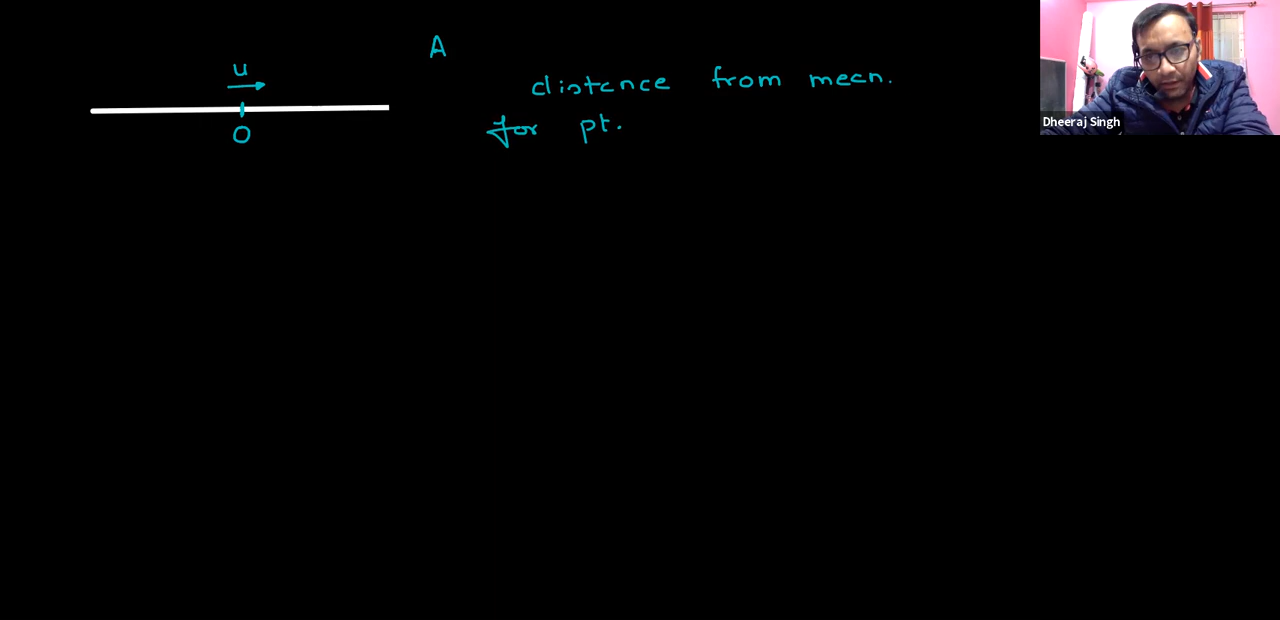 A
u
distance from mean.
for pt.
O
Dheeraj Singh